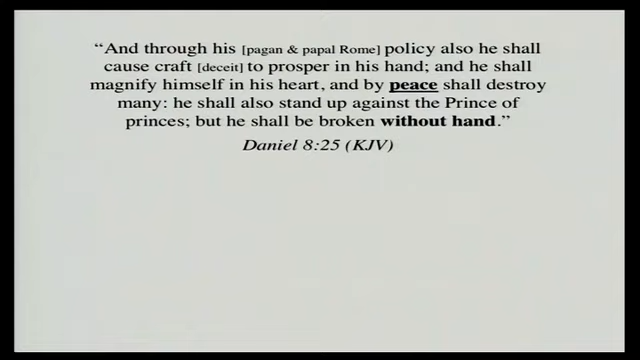 “And through his [pagan & papal Rome] policy also he shall
cause craft [deceit] to prosper in his hand; and he shall
magnify himself in his heart, and by peace shall destroy
many: he shall also stand up against the Prince of
princes; but he shall be broken without hand.”
Daniel 8:25 (KJV)